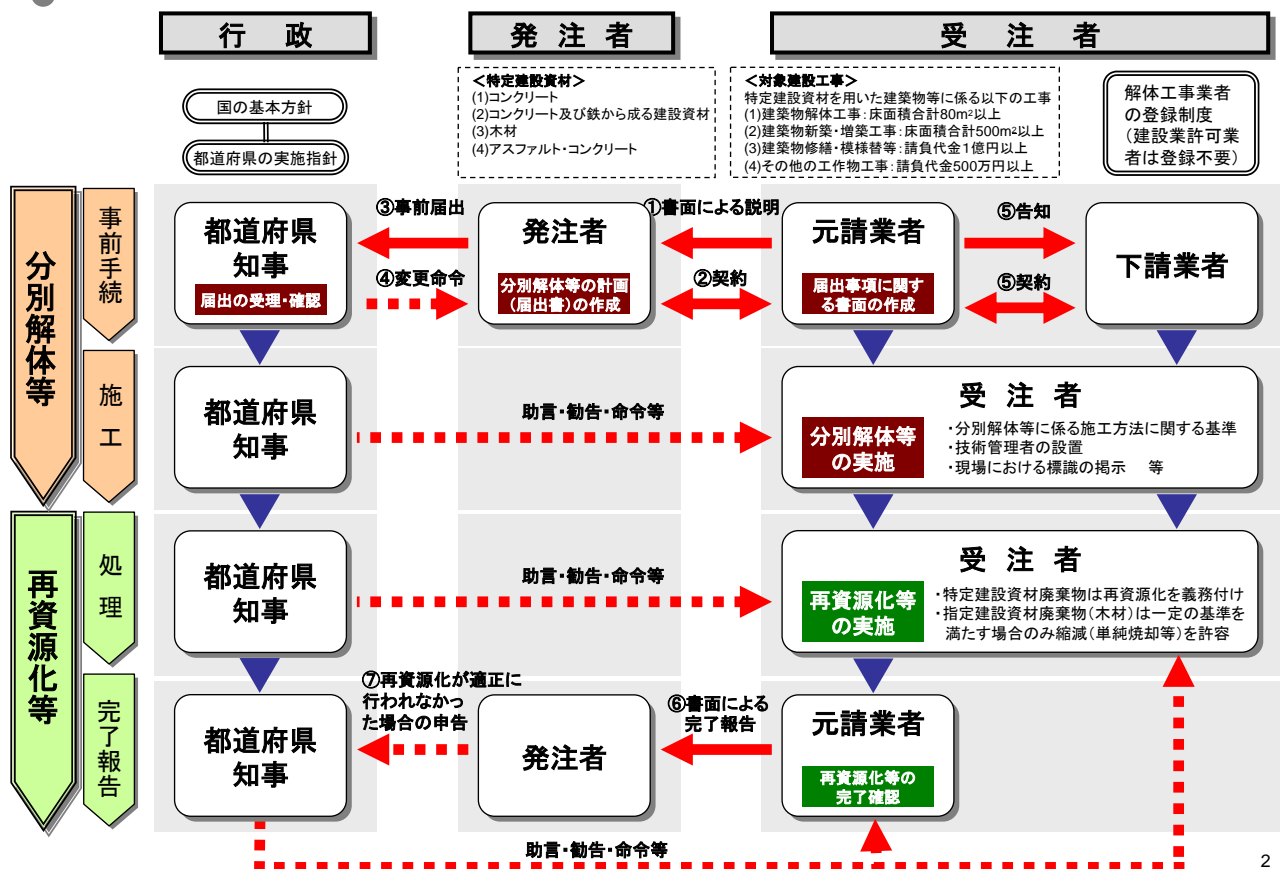 行 政
発 注 者
受 注 者
国の基本方針
都道府県の実施指針
＜特定建設資材＞
(1)コンクリート
(2)コンクリート及び鉄から成る建設資材
(3)木材
(4)アスファルト・コンクリート
＜対象建設工事＞
特定建設資材を用いた建築物等に係る以下の工事
(1)建築物解体工事：床面積合計80m²以上
(2)建築物新築・増築工事：床面積合計500m²以上
(3)建築物修繕・模様替等：請負代金1億円以上
(4)その他の工作物工事：請負代金500万円以上
解体工事業者
の登録制度
（建設業許可業
者は登録不要）
分別解体等
事前手続
都道府県
知事
届出の受理・確認
③事前届出
④変更命令
発注者
分別解体等の計画
（届出書）の作成
①書面による説明
②契約
元請業者
届出事項に関す
る書面の作成
⑤告知
⑤契約
下請業者
施工
都道府県
知事
助言・勧告・命令等
受 注 者
分別解体等
の実施
・分別解体等に係る施工方法に関する基準
・技術管理者の設置
・現場における標識の掲示 等
再資源化等
処理
都道府県
知事
助言・勧告・命令等
受 注 者
再資源化等
の実施
・特定建設資材廃棄物は再資源化を義務付け
・指定建設資材廃棄物（木材）は一定の基準を
満たす場合のみ縮減（単純焼却等）を許容
完了報告
都道府県
知事
⑦再資源化が適正に
行われなかっ
た場合の申告
発注者
⑥書面による
完了報告
元請業者
再資源化等の
完了確認
助言・勧告・命令等
2